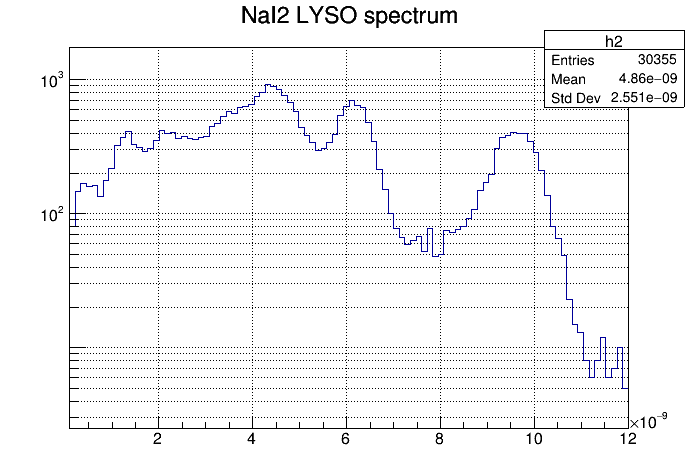 NaI2 LYSO spectrum
h2
Entries 30355
Mean 4.86e−09
Std Dev 2.551e−09
10³
10²
2 4 6 8 10 12
×10⁻⁹